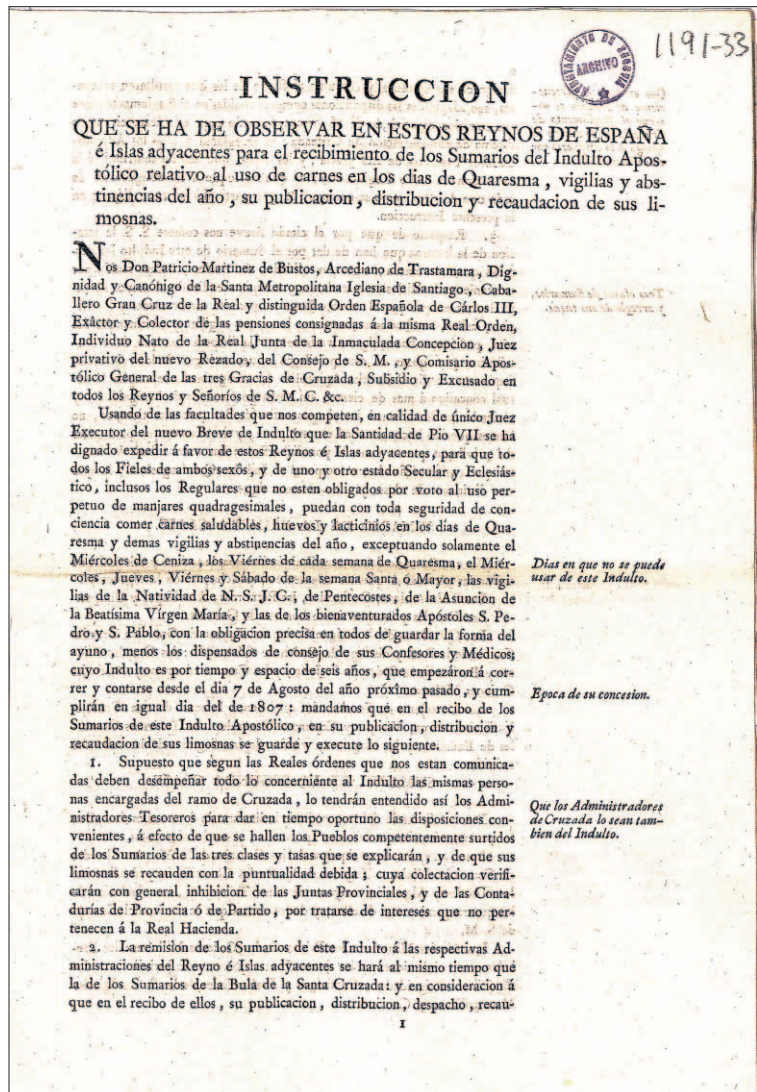 1191-33
AYUNTAMIENTO DE SEGOVIA
ARCHIVO
INSTRUCCION
QUE SE HA DE OBSERVAR EN ESTOS REYNOS DE ESPAÑA
é Islas adyacentes para el recibimiento de los Sumarios del Indulto Apos-
tólico relativo al uso de carnes en los dias de Quaresma, vigilias y abs-
tinencias del año, su publicacion, distribucion y recaudacion de sus li-
mosnas.
Nos Don Patricio Martinez de Bustos, Arcediano de Trastamara, Dig-
nidad y Canónigo de la Santa Metropolitana Iglesia de Santiago, Caba-
llero Gran Cruz de la Real y distinguida Orden Española de Cárlos III,
Exâctor y Colector de las pensiones consignadas á la misma Real Orden,
Individuo Nato de la Real Junta de la Inmaculada Concepcion, Juez
privativo del nuevo Rezado, del Consejo de S. M., y Comisario Apos-
tólico General de las tres Gracias de Cruzada, Subsidio y Excusado en
todos los Reynos y Señoríos de S. M. C. &c.
Usando de las facultades que nos competen, en calidad de único Juez
Executor del nuevo Breve de Indulto que la Santidad de Pio VII se ha
dignado expedir á favor de estos Reynos é Islas adyacentes, para que to-
dos los Fieles de ambos sexôs, y de uno y otro estado Secular y Eclesiás-
tico, inclusos los Regulares que no esten obligados por voto al uso per-
petuo de manjares quadragesimales, puedan con toda seguridad de con-
ciencia comer carnes saludables, huevos y lacticinios en los dias de Qua-
resma y demas vigilias y abstinencias del año, exceptuando solamente el
Miércoles de Ceniza, los Viérnes de cada semana de Quaresma, el Miér-
coles, Jueves, Viérnes y Sábado de la semana Santa ó Mayor, las vigi-
lias de la Natividad de N. S. J. C., de Pentecostes, de la Asuncion de
la Beatísima Vírgen María, y las de los bienaventurados Apóstoles S. Pe-
dro y S. Pablo, con la obligacion precisa en todos de guardar la forma del
ayuno, menos los dispensados de consejo de sus Confesores y Médicos;
cuyo Indulto es por tiempo y espacio de seis años, que empezáron á cor-
rer y contarse desde el dia 7 de Agosto del año próximo pasado, y cum-
plirán en igual dia del de 1807: mandamos que en el recibo de los
Sumarios de este Indulto Apostólico, en su publicacion, distribucion y
recaudacion de sus limosnas se guarde y execute lo siguiente.
Dias en que no se puede
usar de este Indulto.
Epoca de su concesion.
1. Supuesto que segun las Reales órdenes que nos estan comunica-
das deben desempeñar todo lo concerniente al Indulto las mismas perso-
nas encargadas del ramo de Cruzada, lo tendrán entendido así los Admi-
nistradores Tesoreros para dar en tiempo oportuno las disposiciones con-
venientes, á efecto de que se hallen los Pueblos competentemente surtidos
de los Sumarios de las tres clases y tasas que se explicarán, y de que sus
limosnas se recauden con la puntualidad debida; cuya colectacion verifi-
carán con general inhibicion de las Juntas Provinciales, y de las Conta-
durías de Provincia ó de Partido, por tratarse de intereses que no per-
tenecen á la Real Hacienda.
Que los Administradores
de Cruzada lo sean tam-
bien del Indulto.
2. La remision de los Sumarios de este Indulto á las respectivas Ad-
ministraciones del Reyno é Islas adyacentes se hará al mismo tiempo que
la de los Sumarios de la Bula de la Santa Cruzada: y en consideracion á
que en el recibo de ellos, su publicacion, distribucion, despacho, recau-
1